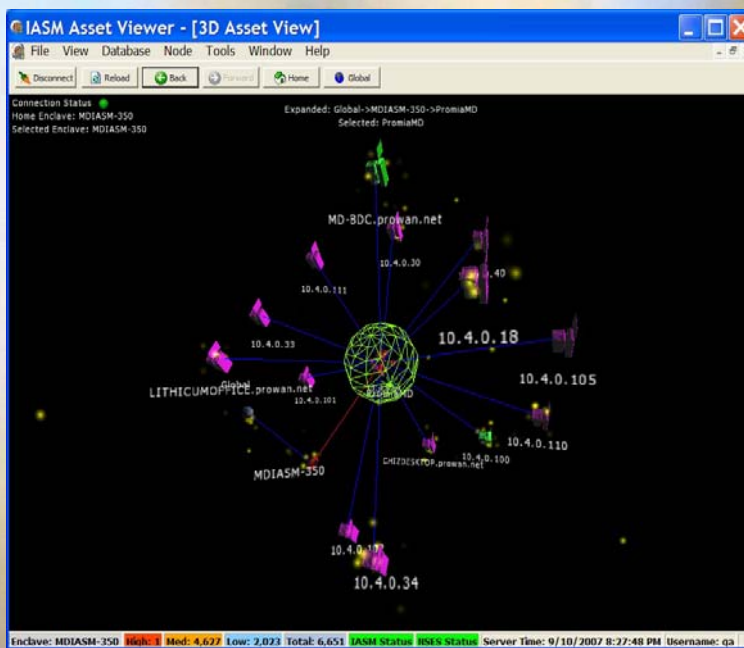 IASM Asset Viewer - [3D Asset View]
File View Database Node Tools Window Help
Disconnect Reload Back Forward Home Global
Connection Status
Home Enclave: MDIASM-350
Selected Enclave: MDIASM-350
Expanded: Global->MDIASM-350->PromiaMD
Selected: PromiaMD
MD-BDC.prowan.net
10.4.0.30
10.4.0.111
.40
10.4.0.33
10.4.0.18
10.4.0.105
Global
LITHICUMOFFICE.prowan.net
10.4.0.101
10.4.0.110
10.4.0.100
CHIZDESKTOP.prowan.net
MDIASM-350
10.4.0.34
Enclave: MDIASM-350 High: 1 Med: 4,627 Low: 2,023 Total: 6,651 IASM Status NSES Status Server Time: 9/10/2007 8:27:48 PM Username: qa